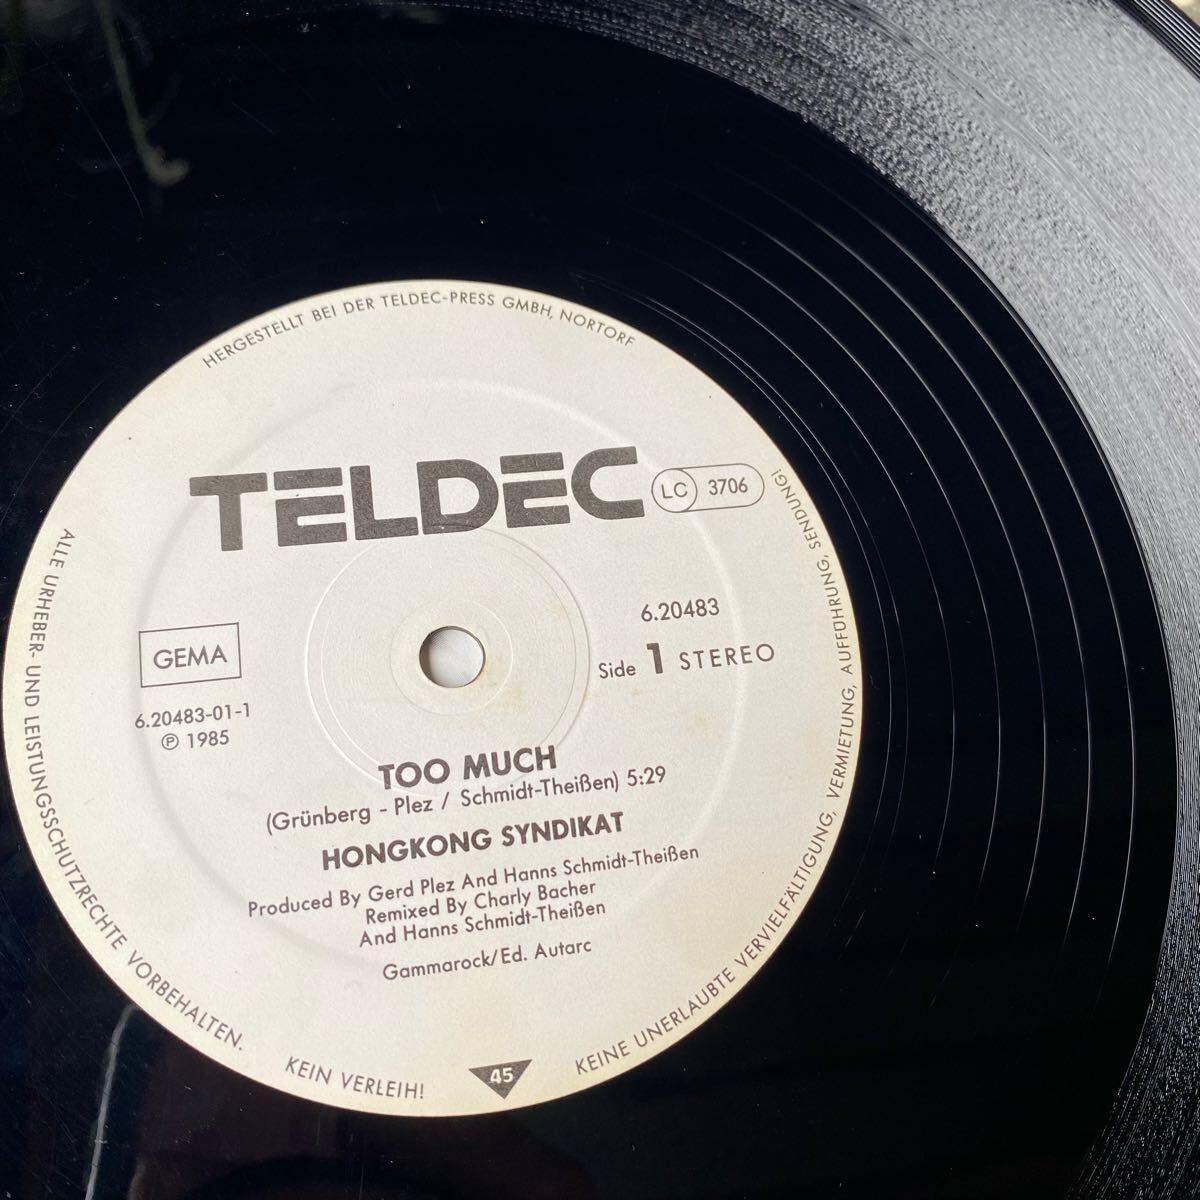 HERGESTELLT BEI DER TELDEC-PRESS GMBH, NORTORF
TELDEC
LC 3706
GEMA
6.20483-01-1
℗ 1985
6.20483
Side 1 STEREO
TOO MUCH
(Grünberg - Plez / Schmidt-Theißen) 5:29
HONGKONG SYNDIKAT
Produced By Gerd Plez And Hanns Schmidt-Theißen
Remixed By Charly Bacher
And Hanns Schmidt-Theißen
Gammarock/Ed. Autarc
ALLE URHEBER- UND LEISTUNGSSCHUTZRECHTE VORBEHALTEN.
KEIN VERLEIH!
45
KEINE UNERLAUBTE VERVIELFÄLTIGUNG, VERMIETUNG, AUFFÜHRUNG, SENDUNG!